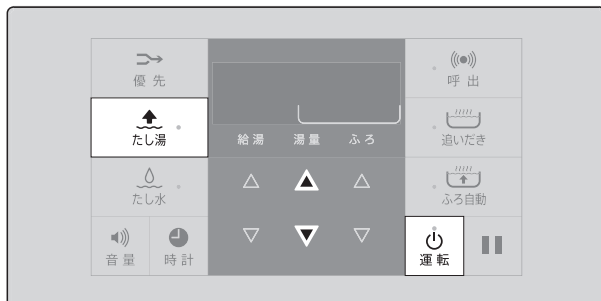 優先
たし湯
たし水
音量
時計
給湯
湯量
ふろ
呼出
追いだき
ふろ自動
運転